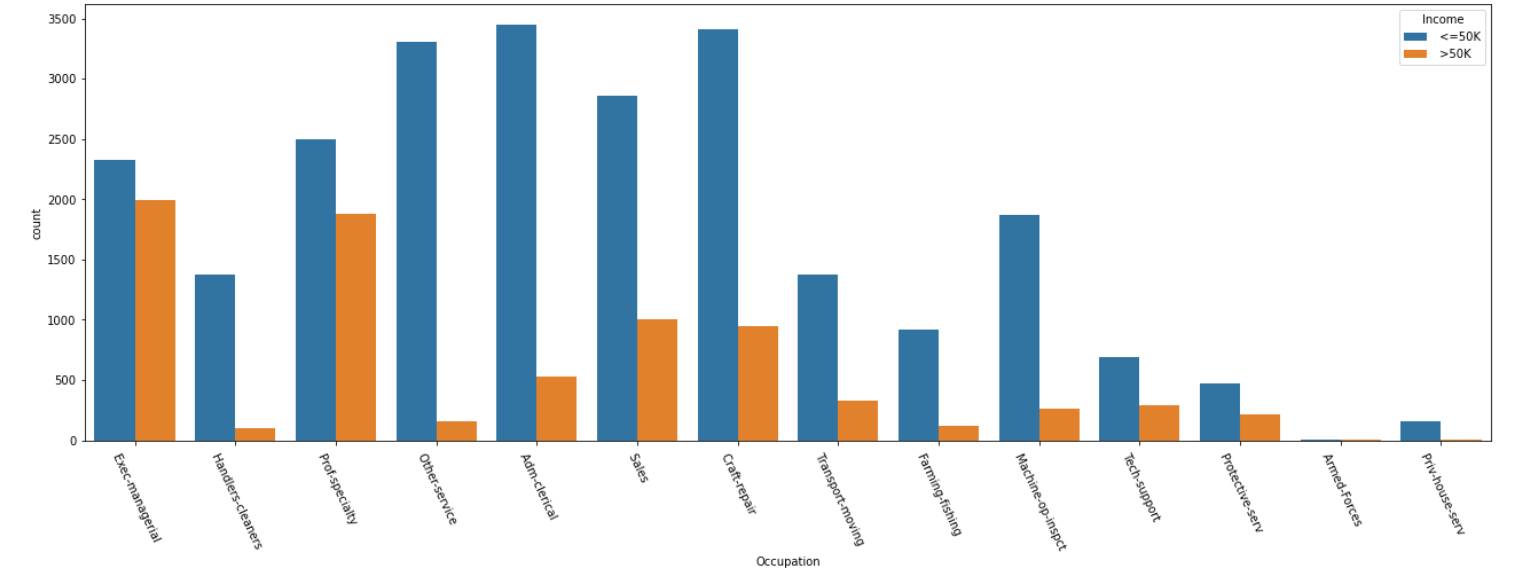 3500
3000
2500
2000
1500
1000
500
0
count
Income
<=50K
>50K
Exec-managerial
Handlers-cleaners
Prof-specialty
Other-service
Adm-clerical
Sales
Craft-repair
Transport-moving
Farming-fishing
Machine-op-inspct
Tech-support
Protective-serv
Armed-Forces
Priv-house-serv
Occupation